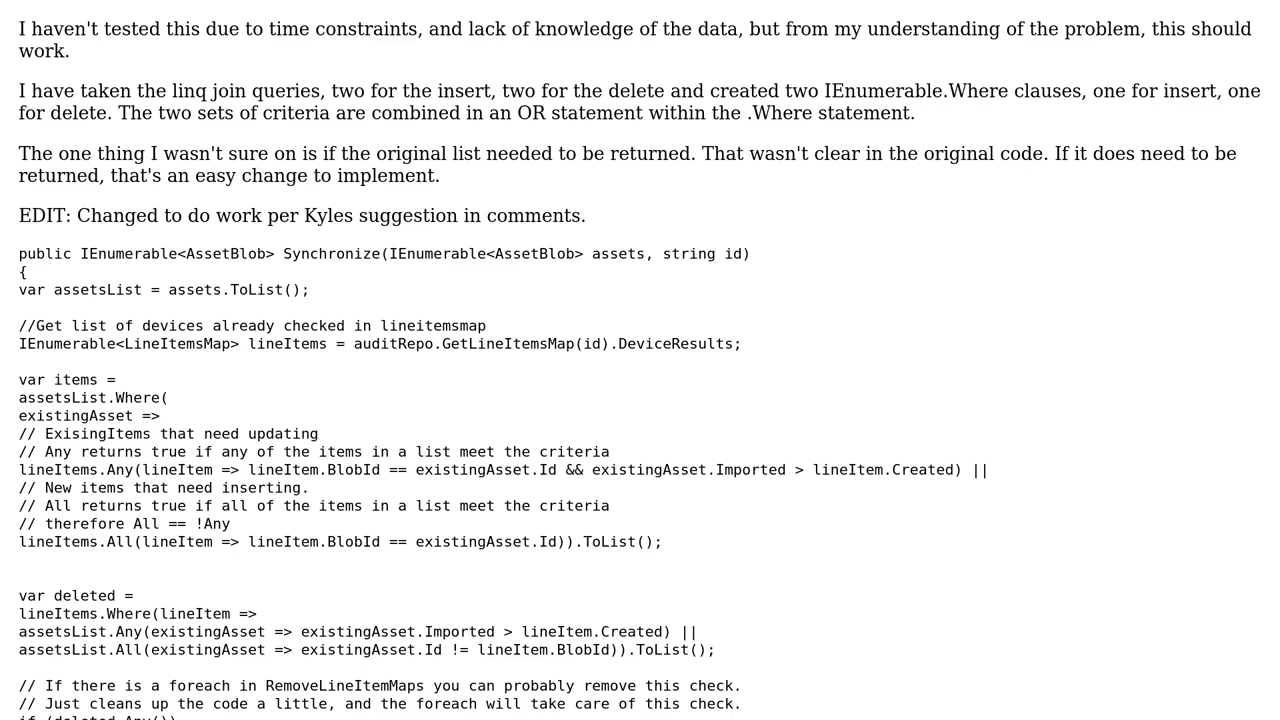 I haven't tested this due to time constraints, and lack of knowledge of the data, but from my understanding of the problem, this should
work.
I have taken the linq join queries, two for the insert, two for the delete and created two IEnumerable.Where clauses, one for insert, one
for delete. The two sets of criteria are combined in an OR statement within the .Where statement.
The one thing I wasn't sure on is if the original list needed to be returned. That wasn't clear in the original code. If it does need to be
returned, that's an easy change to implement.
EDIT: Changed to do work per Kyles suggestion in comments.
public IEnumerable<AssetBlob> Synchronize(IEnumerable<AssetBlob> assets, string id)
{
var assetsList = assets.ToList();
//Get list of devices already checked in lineitemsmap
IEnumerable<LineItemsMap> lineItems = auditRepo.GetLineItemsMap(id).DeviceResults;
var items =
assetsList.Where(
existingAsset =>
// ExisingItems that need updating
// Any returns true if any of the items in a list meet the criteria
lineItems.Any(lineItem => lineItem.BlobId == existingAsset.Id && existingAsset.Imported > lineItem.Created) ||
// New items that need inserting.
// All returns true if all of the items in a list meet the criteria
// therefore All == !Any
lineItems.All(lineItem => lineItem.BlobId == existingAsset.Id)).ToList();
var deleted =
lineItems.Where(lineItem =>
assetsList.Any(existingAsset => existingAsset.Imported > lineItem.Created) ||
assetsList.All(existingAsset => existingAsset.Id != lineItem.BlobId)).ToList();
// If there is a foreach in RemoveLineItemMaps you can probably remove this check.
// Just cleans up the code a little, and the foreach will take care of this check.
if (deleted.Any())